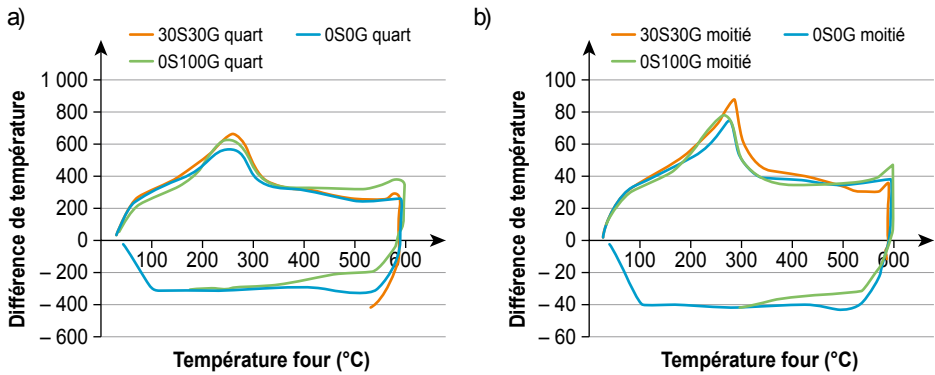 a)
30S30G quart
0S0G quart
0S100G quart
Différence de température
1 000
800
600
400
200
0
– 200
– 400
– 600
100
200
300
400
500
600
Température four (°C)
b)
30S30G moitié
0S0G moitié
0S100G moitié
Différence de température
100
80
60
40
20
0
– 20
– 40
– 60
100
200
300
400
500
600
Température four (°C)